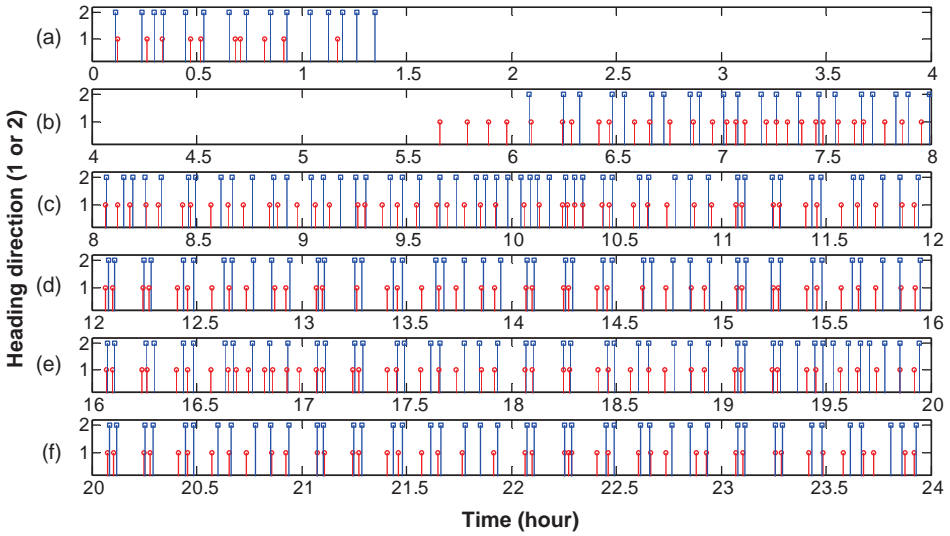 Heading direction (1 or 2)
(a)
2
1
0 0.5 1 1.5 2 2.5 3 3.5 4
(b)
2
1
4 4.5 5 5.5 6 6.5 7 7.5 8
(c)
2
1
8 8.5 9 9.5 10 10.5 11 11.5 12
(d)
2
1
12 12.5 13 13.5 14 14.5 15 15.5 16
(e)
2
1
16 16.5 17 17.5 18 18.5 19 19.5 20
(f)
2
1
20 20.5 21 21.5 22 22.5 23 23.5 24
Time (hour)